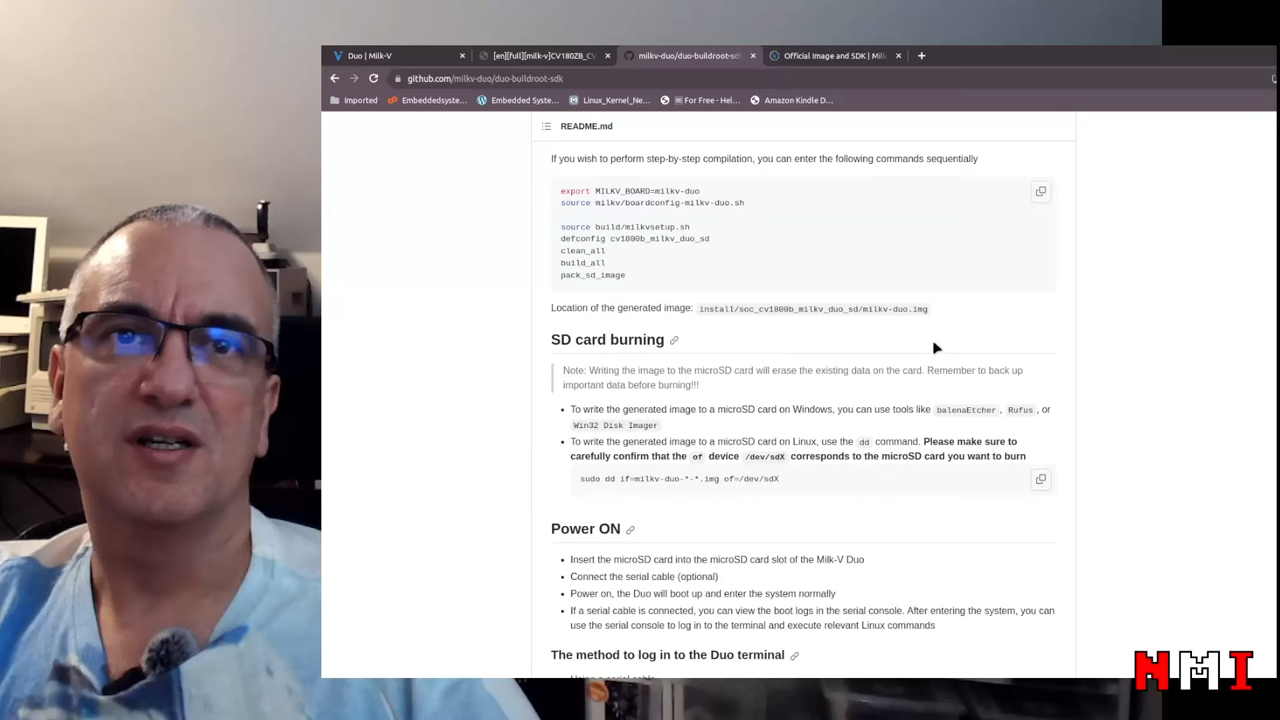 Duo | Milk-V
[en][full][milk-v]CV180ZB_CV
milkv-duo/duo-buildroot-sd
Official Image and SDK | Mil
github.com/milkv-duo/duo-buildroot-sdk
Imported
Embeddedsyste...
Embedded Syste...
Linux_Kernel_Ne...
For Free - Hel...
Amazon Kindle D...
README.md
If you wish to perform step-by-step compilation, you can enter the following commands sequentially
export MILKV_BOARD=milkv-duo
source milkv/boardconfig-milkv-duo.sh
source build/milkvsetup.sh
defconfig cv1800b_milkv_duo_sd
clean_all
build_all
pack_sd_image
Location of the generated image: install/soc_cv1800b_milkv_duo_sd/milkv-duo.img
SD card burning
Note: Writing the image to the microSD card will erase the existing data on the card. Remember to back up
important data before burning!!!
• To write the generated image to a microSD card on Windows, you can use tools like balenaEtcher, Rufus, or
Win32 Disk Imager
• To write the generated image to a microSD card on Linux, use the dd command. Please make sure to
carefully confirm that the of device /dev/sdX corresponds to the microSD card you want to burn
sudo dd if=milkv-duo-*-*.img of=/dev/sdX
Power ON
• Insert the microSD card into the microSD card slot of the Milk-V Duo
• Connect the serial cable (optional)
• Power on, the Duo will boot up and enter the system normally
• If a serial cable is connected, you can view the boot logs in the serial console. After entering the system, you can
use the serial console to log in to the terminal and execute relevant Linux commands
The method to log in to the Duo terminal
NMI